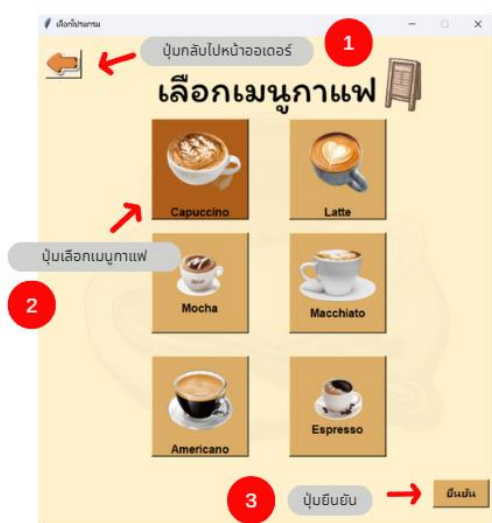 เลือกโปรแกรม
ปุ่มกลับไปหน้าออเดอร์
1
เลือกเมนูกาแฟ
Capuccino
Latte
ปุ่มเลือกเมนูกาแฟ
2
Mocha
Macchiato
Americano
Espresso
3
ปุ่มยืนยัน
ยืนยัน